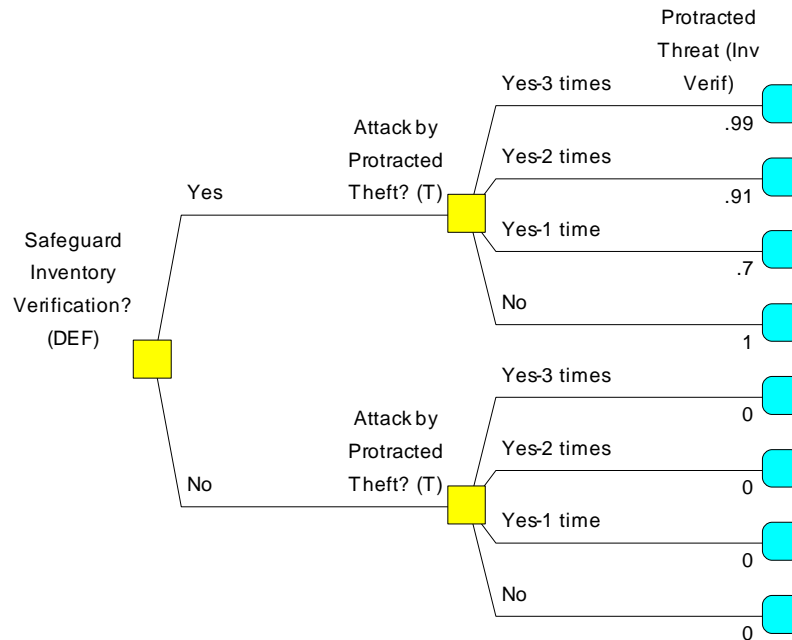 Protracted
Threat (Inv
Verif)
Yes-3 times
.99
Attack by
Protracted
Theft? (T)
Yes-2 times
.91
Yes
Yes-1 time
.7
Safeguard
Inventory
Verification?
(DEF)
No
1
Yes-3 times
0
Attack by
Protracted
Theft? (T)
Yes-2 times
0
No
Yes-1 time
0
No
0